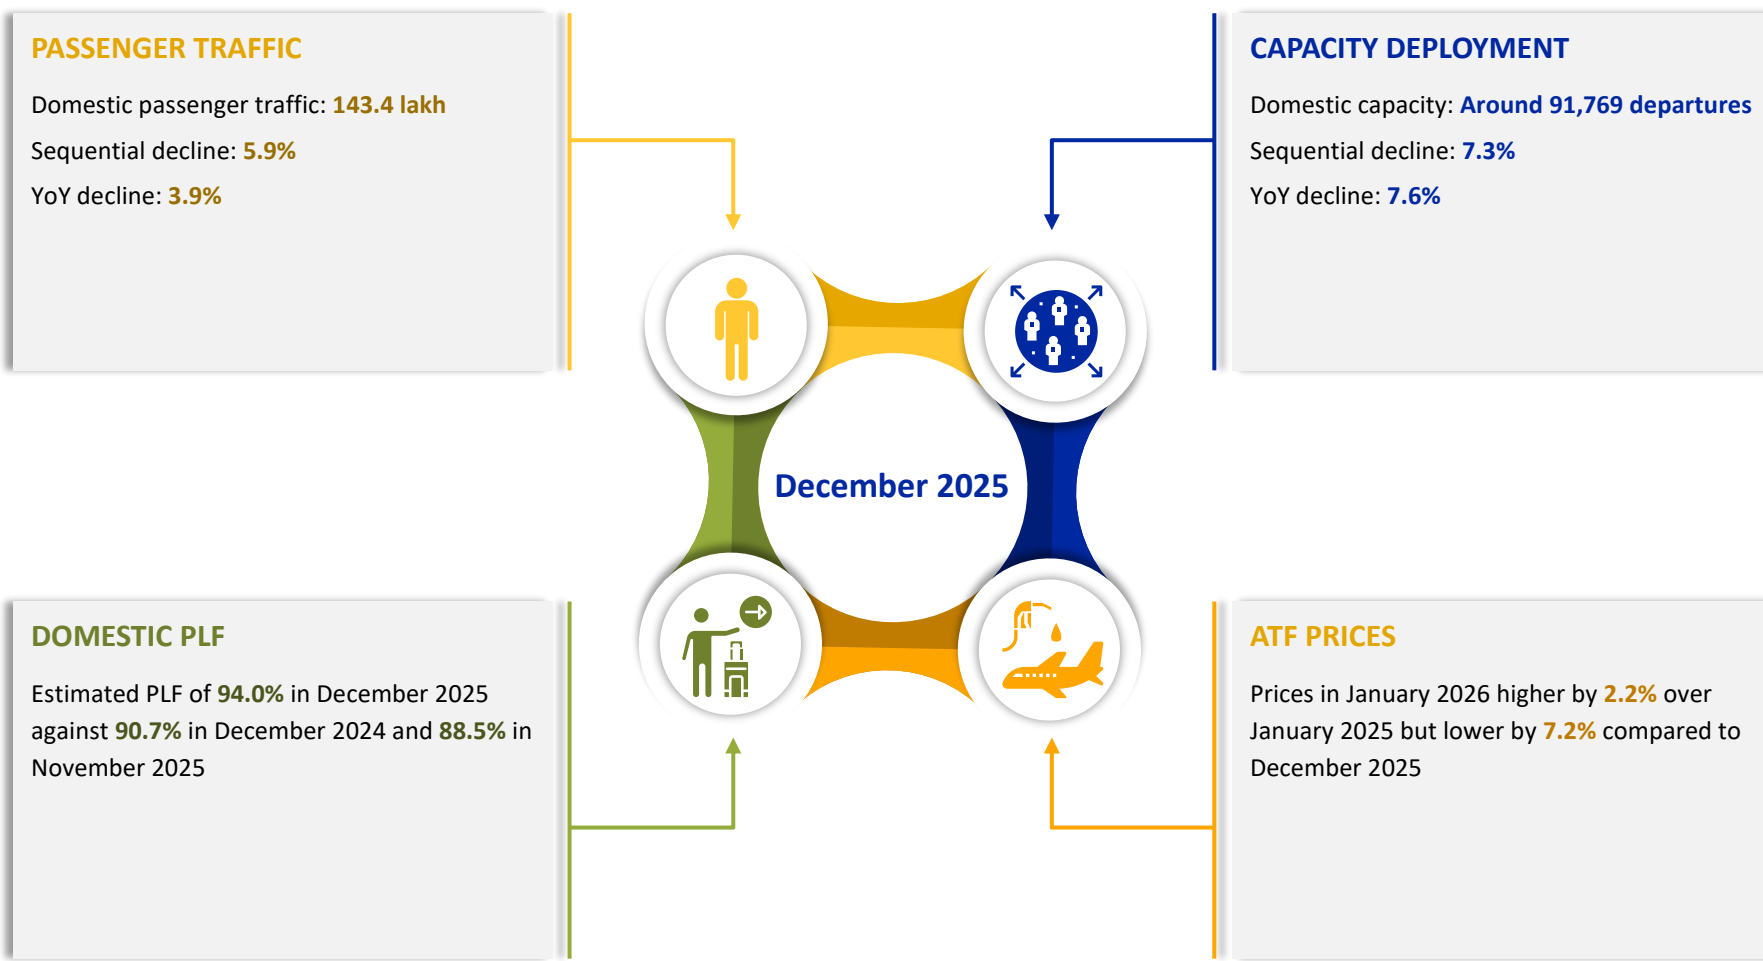 PASSENGER TRAFFIC
Domestic passenger traffic: 143.4 lakh
Sequential decline: 5.9%
YoY decline: 3.9%
CAPACITY DEPLOYMENT
Domestic capacity: Around 91,769 departures
Sequential decline: 7.3%
YoY decline: 7.6%
December 2025
DOMESTIC PLF
Estimated PLF of 94.0% in December 2025
against 90.7% in December 2024 and 88.5% in
November 2025
ATF PRICES
Prices in January 2026 higher by 2.2% over
January 2025 but lower by 7.2% compared to
December 2025